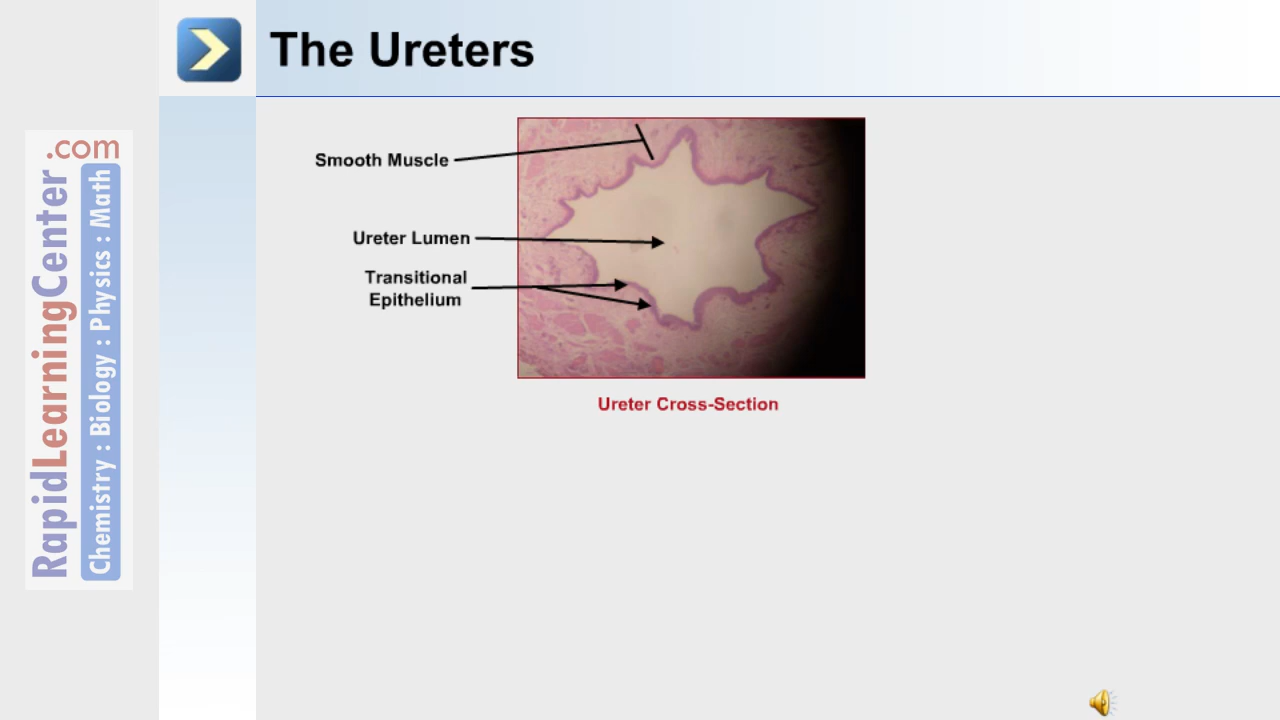 The Ureters
Smooth Muscle
Ureter Lumen
Transitional
Epithelium
Ureter Cross-Section
RapidLearningCenter
.com
Chemistry : Biology : Physics : Math